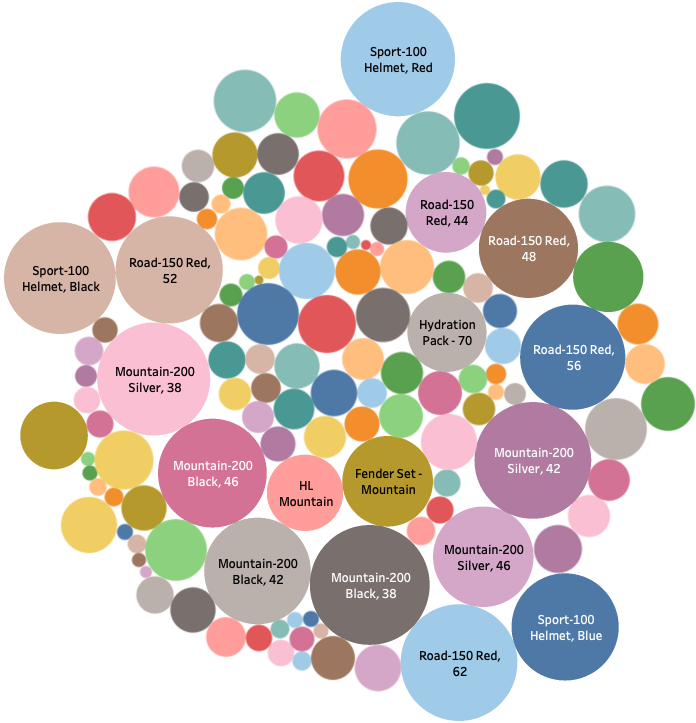 Sport-100
Helmet, Red
Road-150
Red, 44
Road-150 Red,
48
Sport-100
Helmet, Black
Road-150 Red,
52
Hydration
Pack - 70
Road-150 Red,
56
Mountain-200
Silver, 38
Mountain-200
Black, 46
HL
Mountain
Fender Set -
Mountain
Mountain-200
Silver, 42
Mountain-200
Black, 42
Mountain-200
Black, 38
Mountain-200
Silver, 46
Sport-100
Helmet, Blue
Road-150 Red,
62